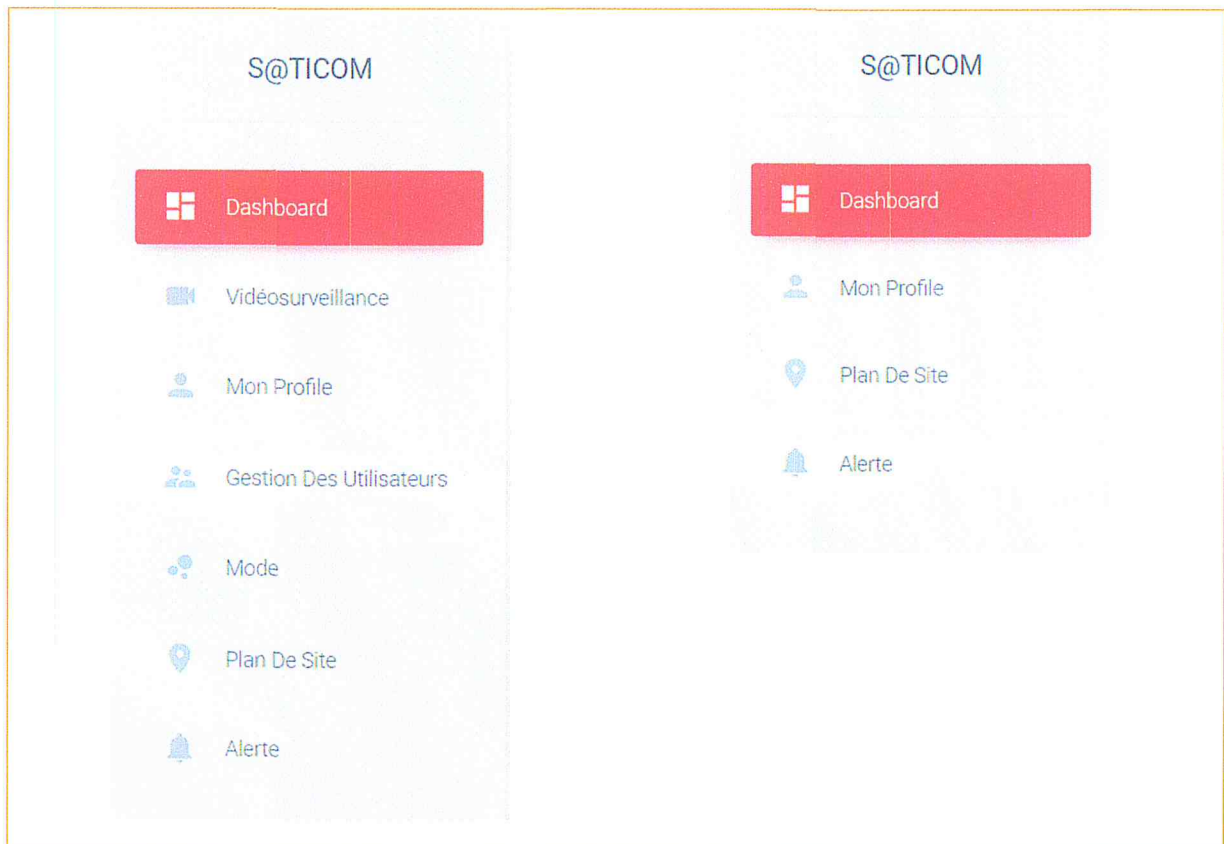 S@TICOM
Dashboard
Vidéosurveillance
Mon Profile
Gestion Des Utilisateurs
Mode
Plan De Site
Alerte
S@TICOM
Dashboard
Mon Profile
Plan De Site
Alerte